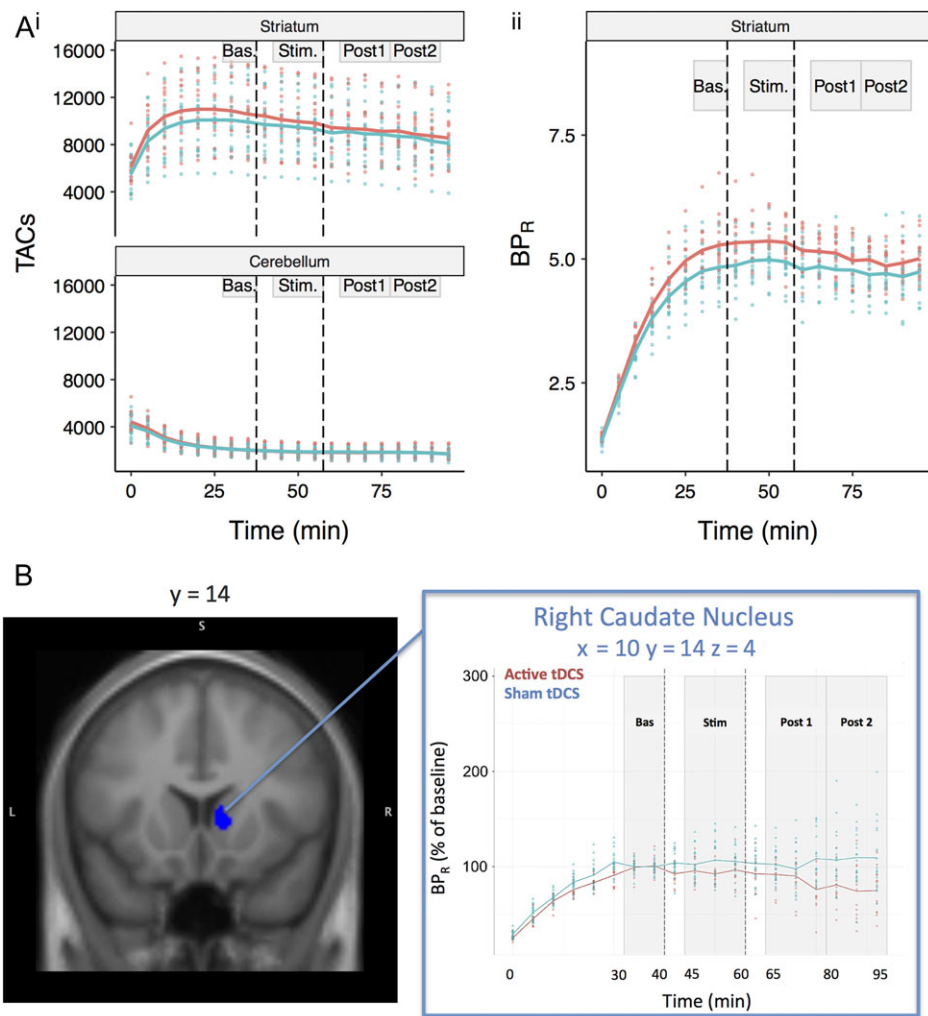 Ai
Striatum
Bas. Stim. Post1 Post2
16000
12000
8000
4000
TACs
Cerebellum
Bas. Stim. Post1 Post2
16000
12000
8000
4000
0 25 50 75
Time (min)
ii
Striatum
Bas. Stim. Post1 Post2
7.5
5.0
2.5
BPR
0 25 50 75
Time (min)
B
y = 14
S
L
R
Right Caudate Nucleus
x = 10 y = 14 z = 4
Active tDCS
Sham tDCS
300
200
100
0
BPR (% of baseline)
Bas Stim Post 1 Post 2
0 30 40 45 60 65 80 95
Time (min)